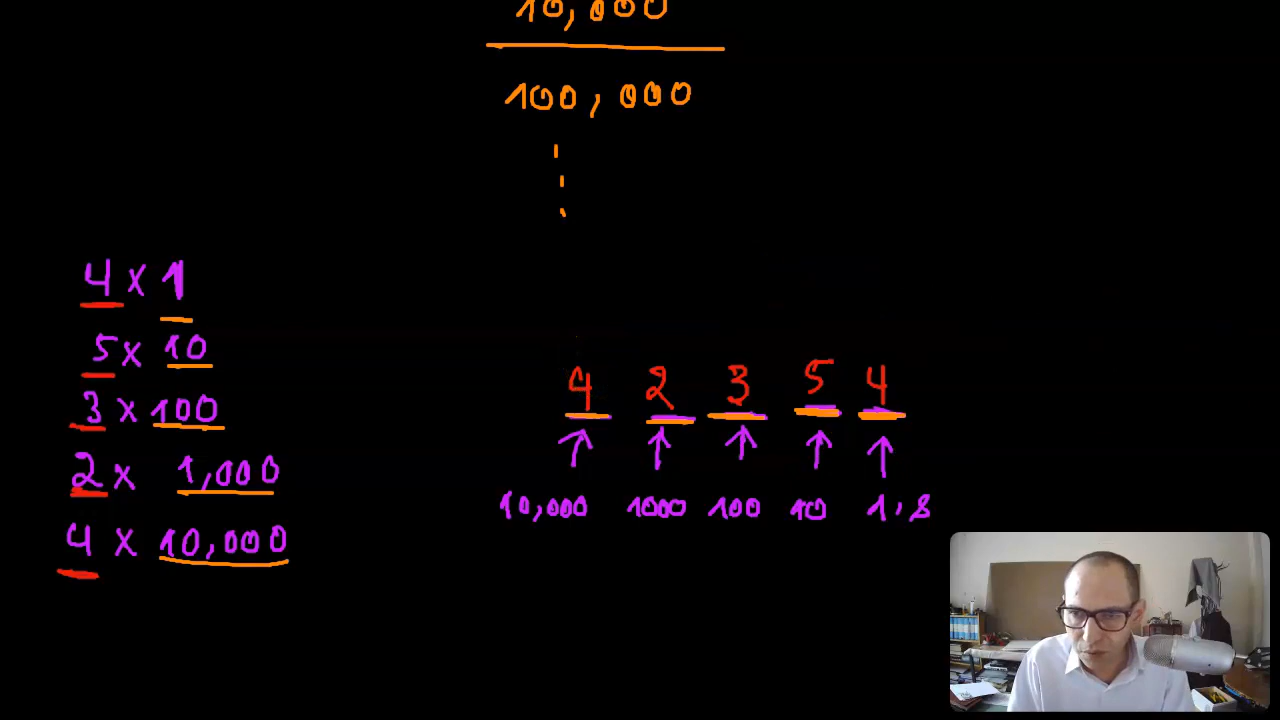 10,000
100,000
4 x 1
5 x 10
3 x 100
2 x 1,000
4 x 10,000
4 2 3 5 4
10,000 1000 100 10 1,s